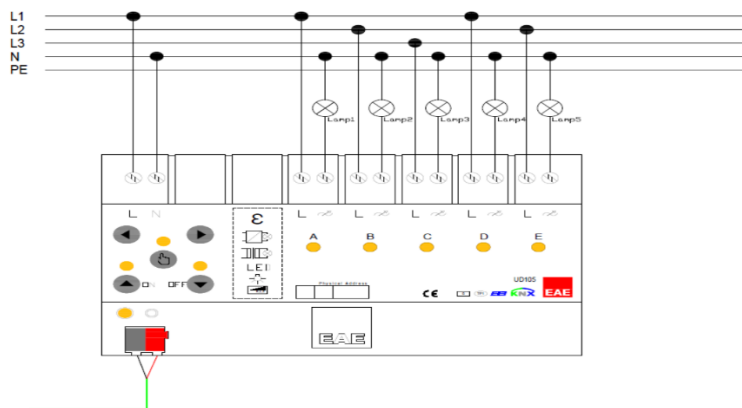 L1
L2
L3
N
PE
Lamp1 Lamp2 Lamp3 Lamp4 Lamp5
L N L L L L L
ε A B C D E
LED
ON OFF
Physical Address
UD105
CE EIB KNX EAE
EAE